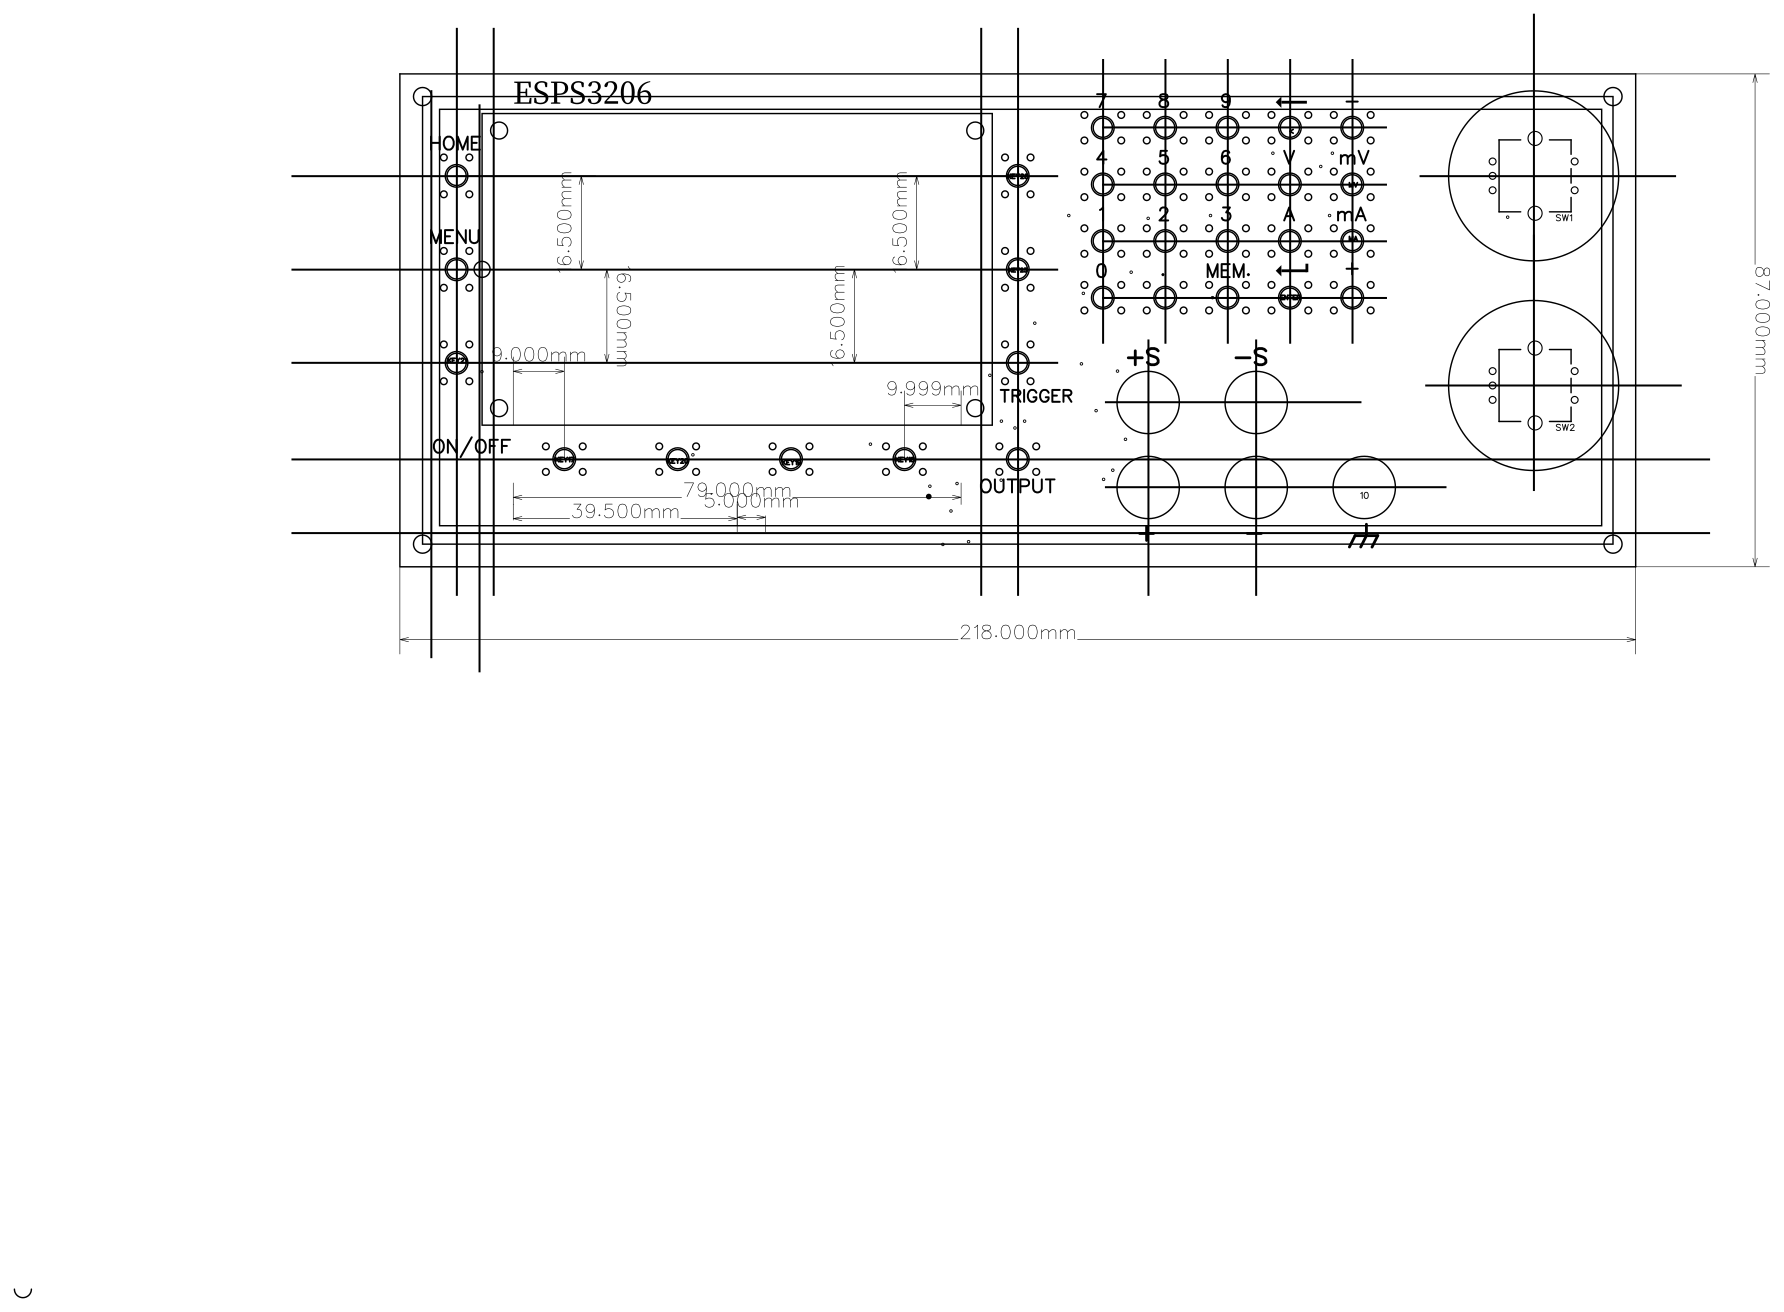 ESPS3206
7 8 9 +
HOME
4 5 6 V mV
16.500mm 16.500mm
1 2 3 A mA
SW1
MENU
0 . MEM. +
16.500mm 16.500mm
87.000mm
9.000mm
+S -S
9.999mm
TRIGGER
SW2
ON/OFF
79.000mm
OUTPUT
10
5.000mm
39.500mm
+ -
218.000mm